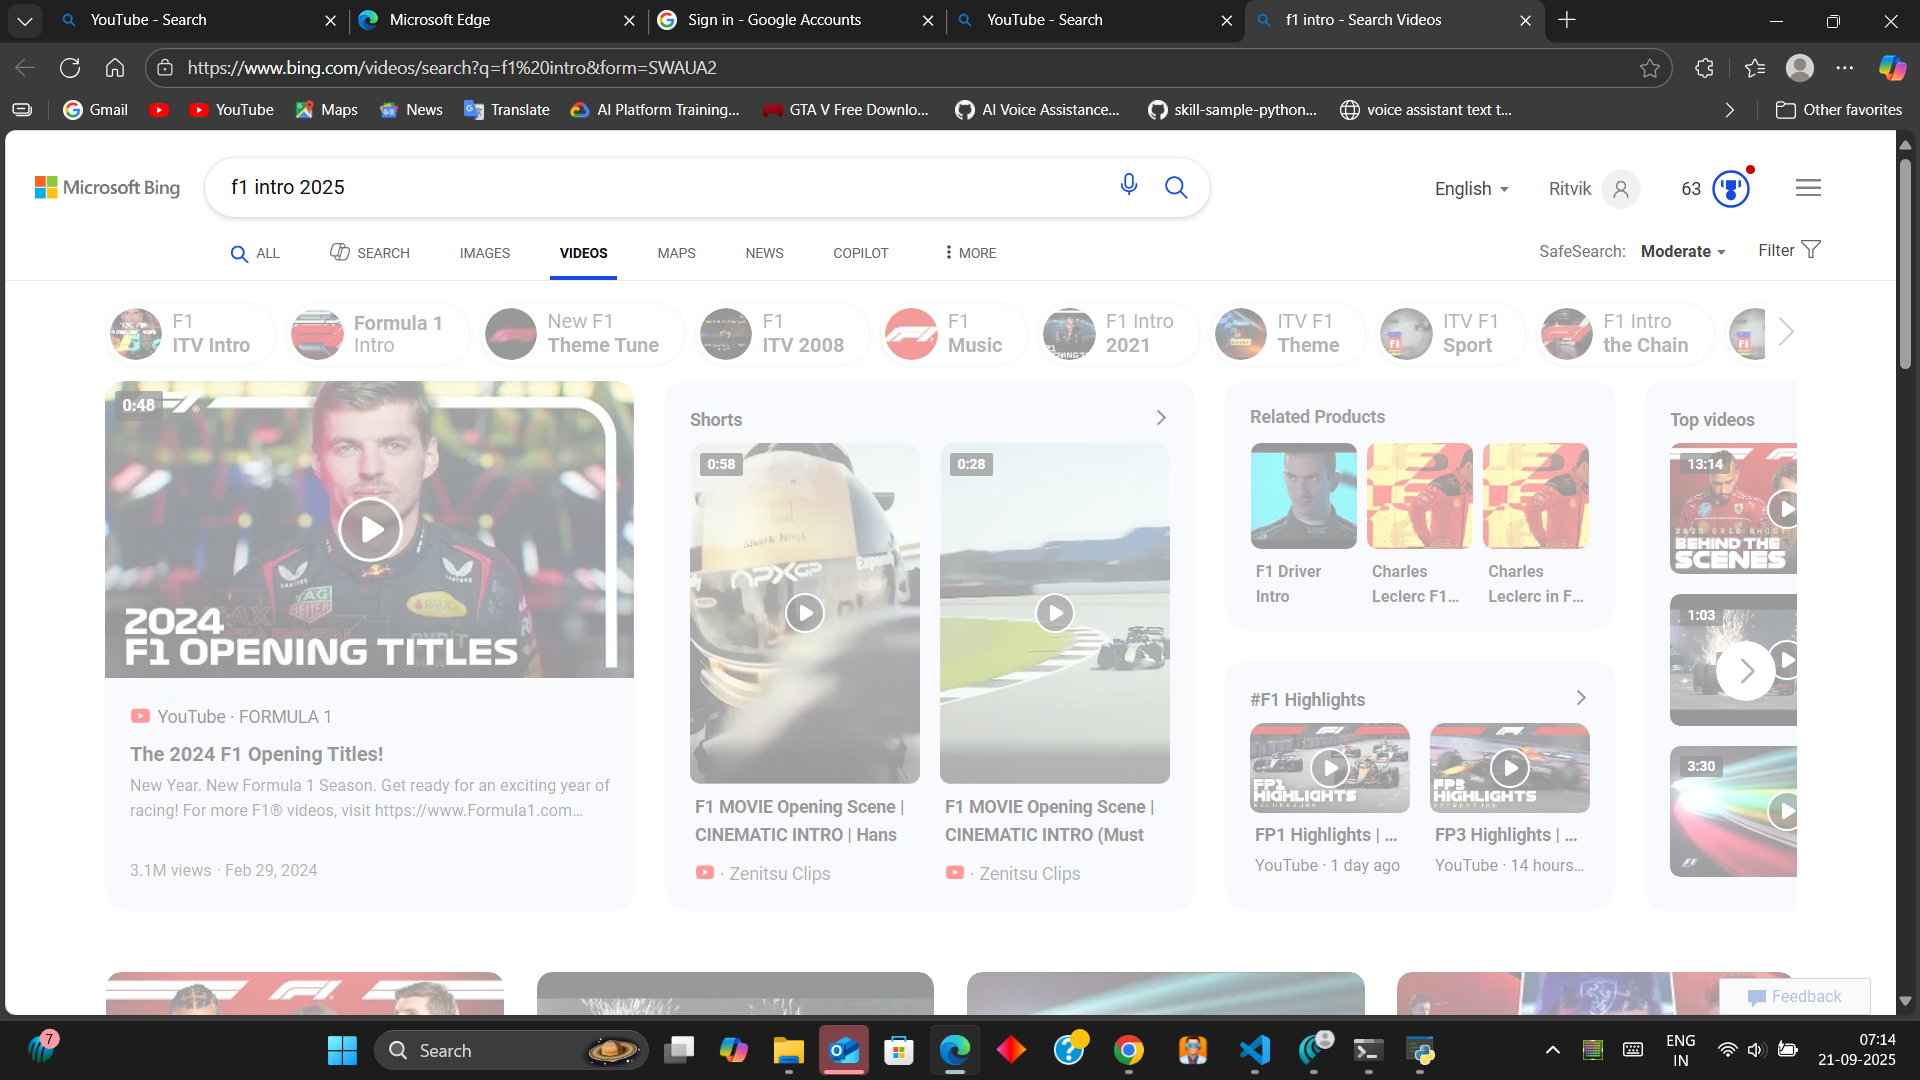 YouTube - Search
Microsoft Edge
Sign in - Google Accounts
YouTube - Search
f1 intro - Search Videos
https://www.bing.com/videos/search?q=f1%20intro&form=SWAUA2
Gmail
YouTube
Maps
News
Translate
AI Platform Training...
GTA V Free Downlo...
AI Voice Assistance...
skill-sample-python...
voice assistant text t...
Other favorites
Microsoft Bing
f1 intro 2025
English
Ritvik
63
ALL
SEARCH
IMAGES
VIDEOS
MAPS
NEWS
COPILOT
MORE
SafeSearch: Moderate
Filter
F1
ITV Intro
Formula 1
Intro
New F1
Theme Tune
F1
ITV 2008
F1
Music
F1 Intro
2021
ITV F1
Theme
ITV F1
Sport
F1 Intro
the Chain
0:48
2024
F1 OPENING TITLES
YouTube · FORMULA 1
The 2024 F1 Opening Titles!
New Year. New Formula 1 Season. Get ready for an exciting year of
racing! For more F1® videos, visit https://www.Formula1.com...
3.1M views · Feb 29, 2024
Shorts
0:58
APXGP
F1 MOVIE Opening Scene |
CINEMATIC INTRO | Hans
· Zenitsu Clips
0:28
F1 MOVIE Opening Scene |
CINEMATIC INTRO (Must
· Zenitsu Clips
Related Products
F1 Driver
Intro
Charles
Leclerc F1...
Charles
Leclerc in F...
#F1 Highlights
FP1
HIGHLIGHTS
FP1 Highlights | ...
YouTube · 1 day ago
FP3
HIGHLIGHTS
FP3 Highlights | ...
YouTube · 14 hours...
Top videos
13:14
BEHIND THE
SCENES
1:03
3:30
Feedback
7
Search
ENG
IN
07:14
21-09-2025